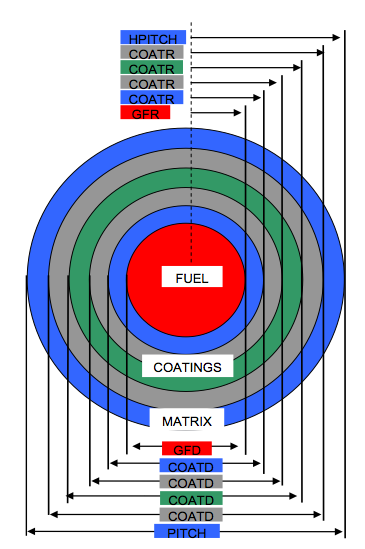 HPITCH
COATR
COATR
COATR
COATR
GFR
FUEL
COATINGS
MATRIX
GFD
COATD
COATD
COATD
COATD
PITCH